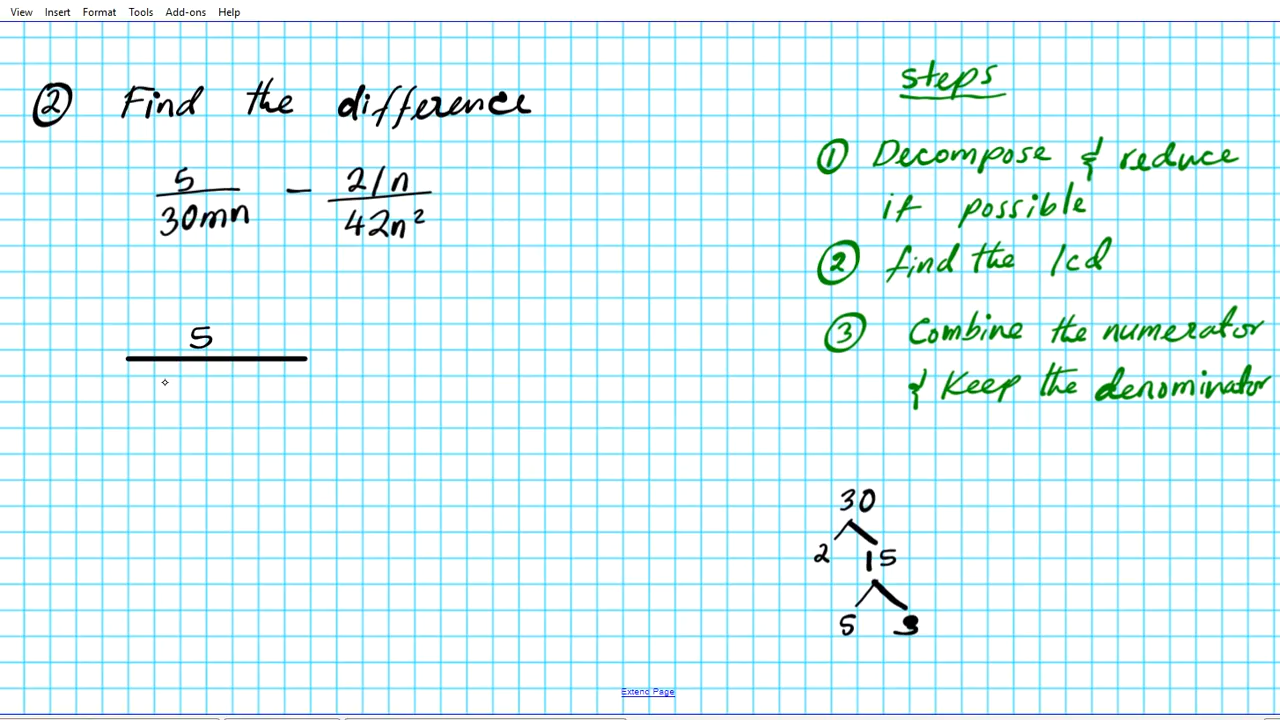 View Insert Format Tools Add-ons Help
② Find the difference
5/30mn − 21n/42n²
5
steps
① Decompose & reduce
if possible
② find the lcd
③ Combine the numerator
& Keep the denominator
30
2 15
5 3
Extend Page